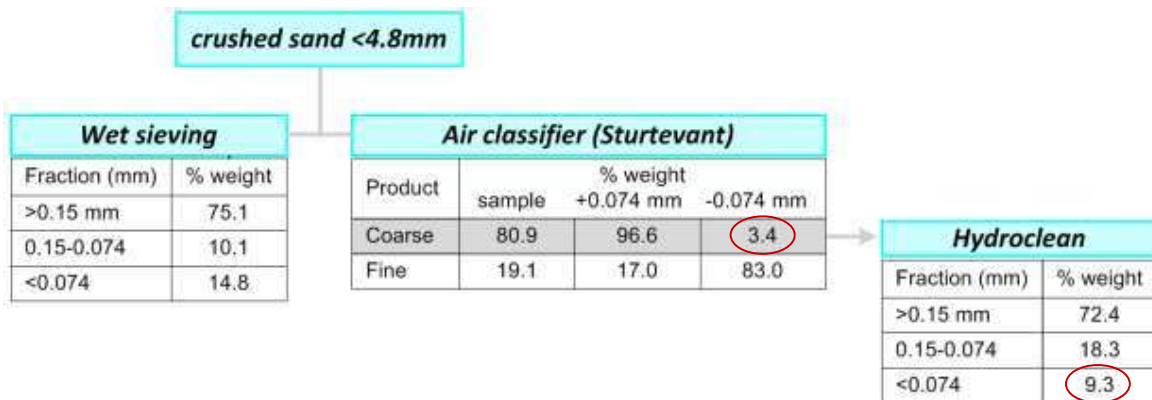 crushed sand <4.8mm
Wet sieving
Fraction (mm) % weight
>0.15 mm 75.1
0.15-0.074 10.1
<0.074 14.8
Air classifier (Sturtevant)
Product % weight
sample +0.074 mm -0.074 mm
Coarse 80.9 96.6 3.4
Fine 19.1 17.0 83.0
Hydroclean
Fraction (mm) % weight
>0.15 mm 72.4
0.15-0.074 18.3
<0.074 9.3